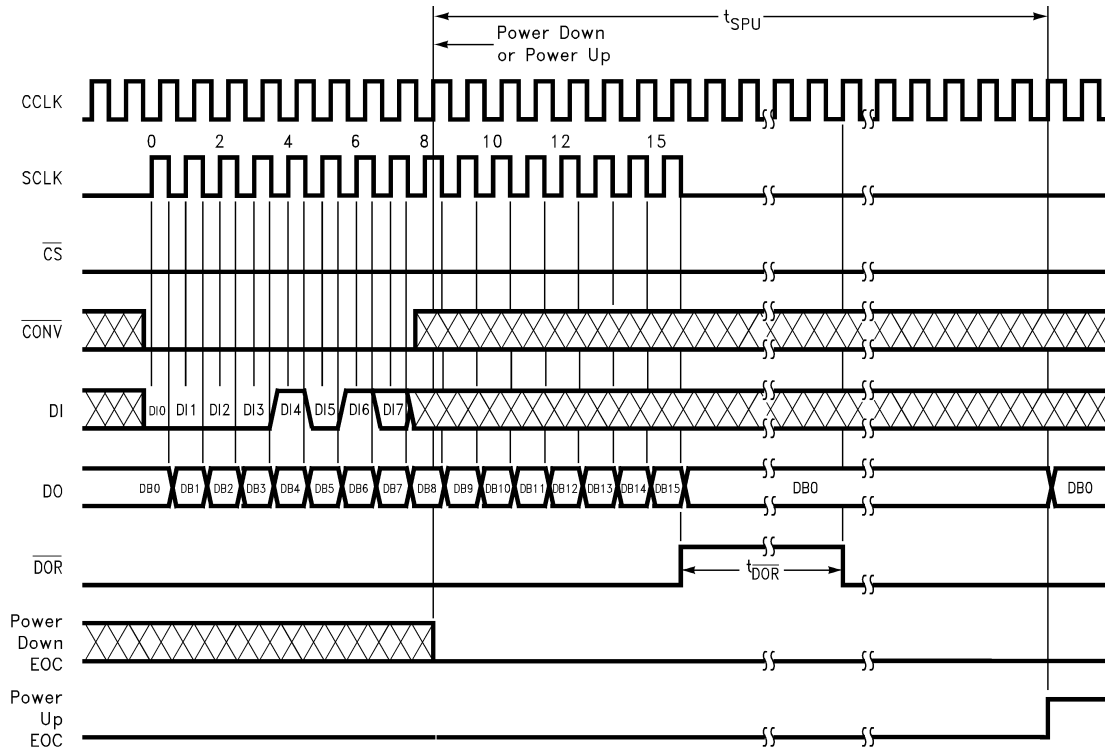 tSPU
Power Down
or Power Up
CCLK
0 2 4 6 8 10 12 15
SCLK
CS
CONV
DI DI0 DI1 DI2 DI3 DI4 DI5 DI6 DI7
DO DB0 DB1 DB2 DB3 DB4 DB5 DB6 DB7 DB8 DB9 DB10 DB11 DB12 DB13 DB14 DB15 DB0 DB0
DOR tDOR
Power
Down
EOC
Power
Up
EOC